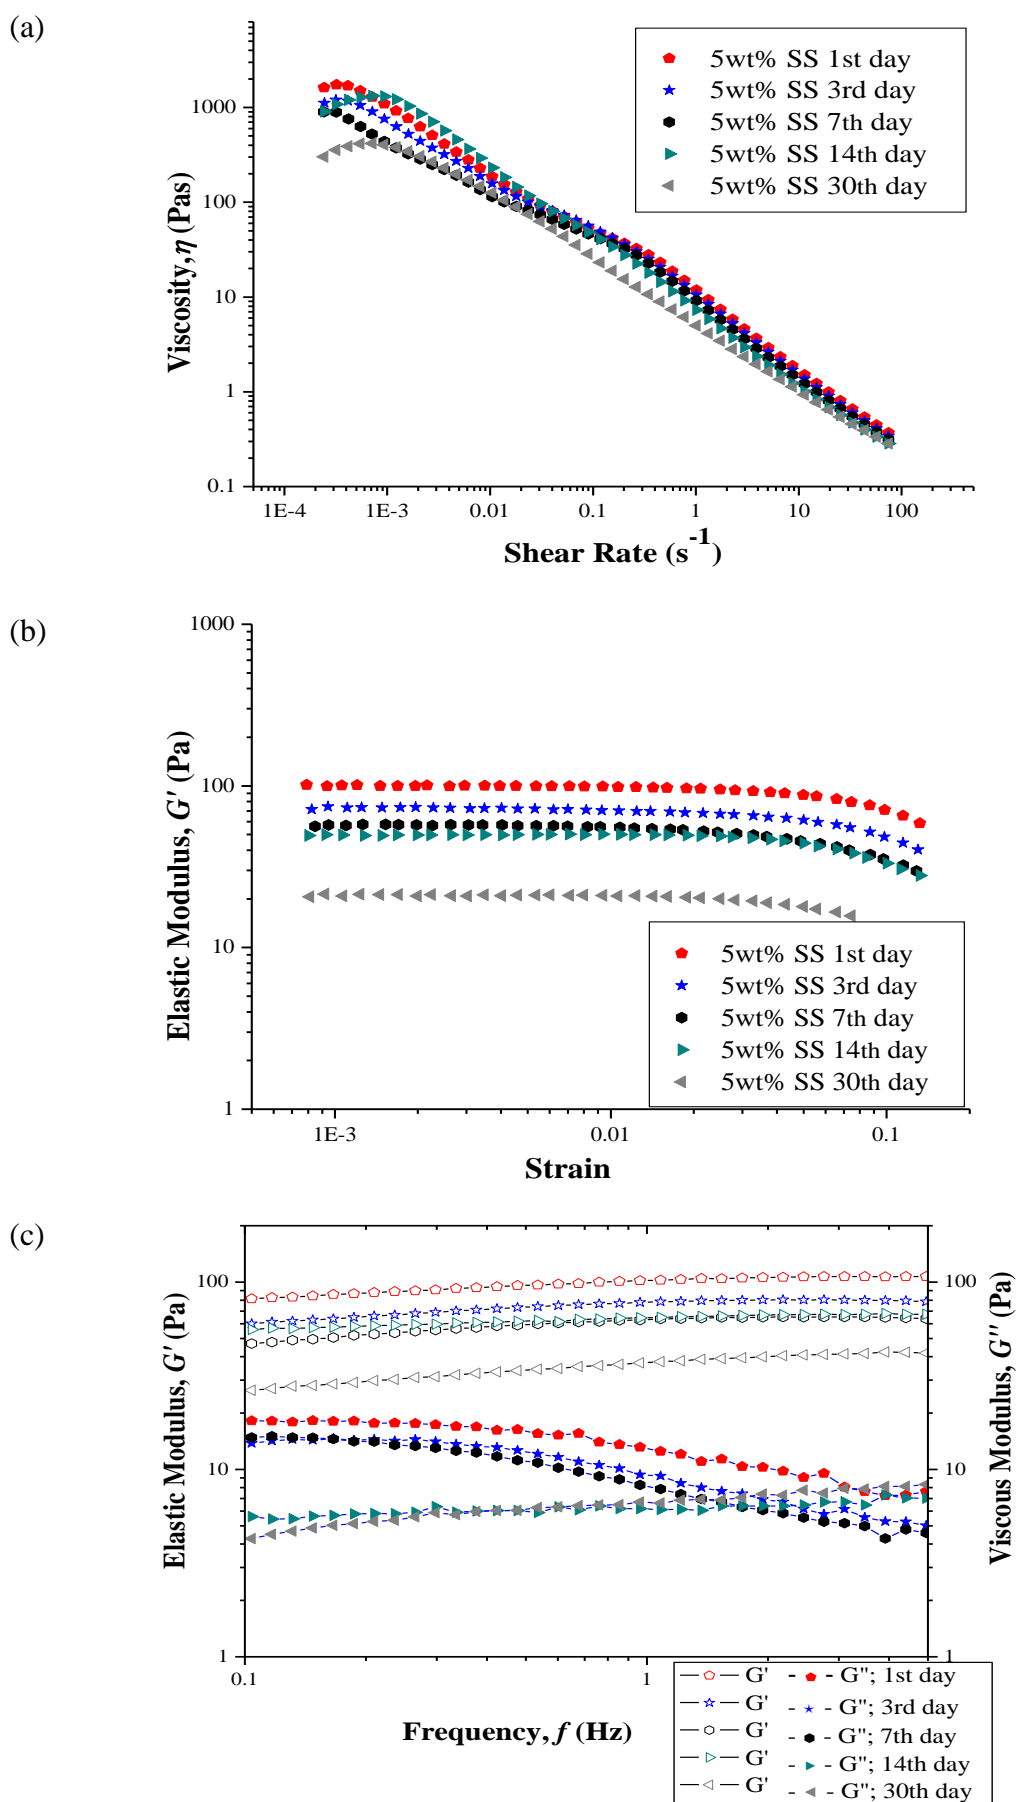 (a)
1000
100
10
1
0.1
Viscosity, η (Pas)
5wt% SS 1st day
5wt% SS 3rd day
5wt% SS 7th day
5wt% SS 14th day
5wt% SS 30th day
1E-4 1E-3 0.01 0.1 1 10 100
Shear Rate (s⁻¹)
(b)
1000
100
10
1
Elastic Modulus, G' (Pa)
5wt% SS 1st day
5wt% SS 3rd day
5wt% SS 7th day
5wt% SS 14th day
5wt% SS 30th day
1E-3 0.01 0.1
Strain
(c)
100
10
1
Elastic Modulus, G' (Pa)
100
10
1
Viscous Modulus, G'' (Pa)
0.1 1
Frequency, f (Hz)
G' G''; 1st day
G' G''; 3rd day
G' G''; 7th day
G' G''; 14th day
G' G''; 30th day